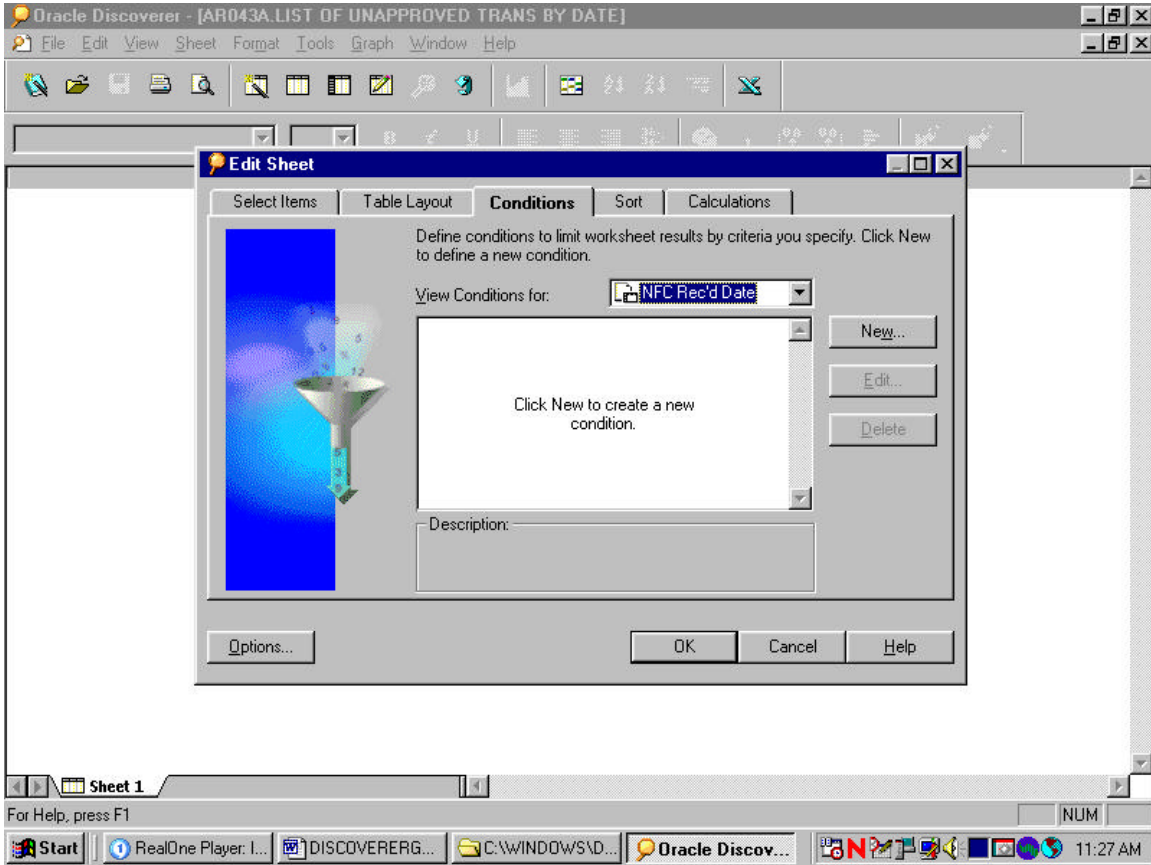 Oracle Discoverer - [AR043A.LIST OF UNAPPROVED TRANS BY DATE]
File Edit View Sheet Format Tools Graph Window Help
B U
Edit Sheet
Select Items Table Layout Conditions Sort Calculations
Define conditions to limit worksheet results by criteria you specify. Click New
to define a new condition.
View Conditions for: NFC Rec'd Date
New...
Edit...
Delete
Click New to create a new
condition.
Description:
Options... OK Cancel Help
Sheet 1
For Help, press F1 NUM
Start RealOne Player: I... DISCOVERERG... C:\WINDOWS\D... Oracle Discov... N 11:27 AM